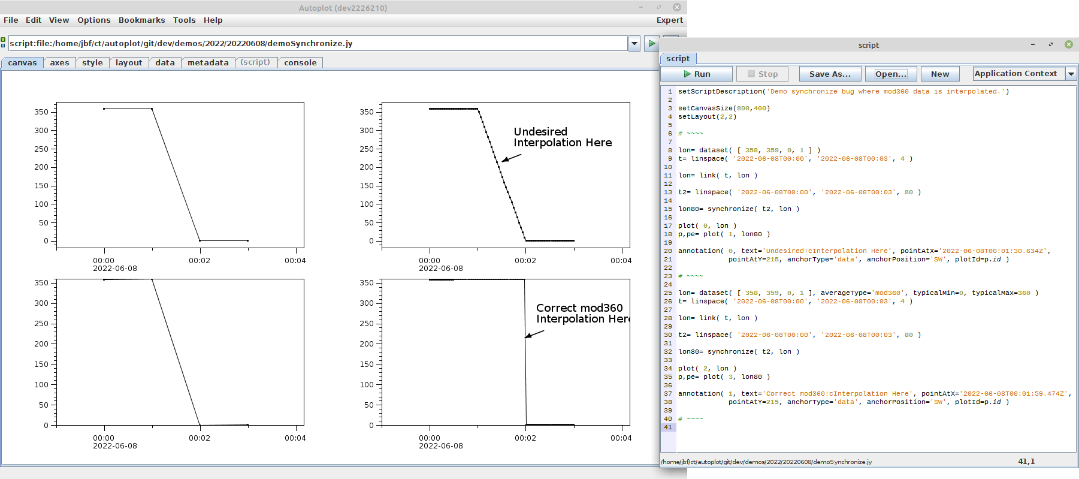 Autoplot (dev2226210)
File Edit View Options Bookmarks Tools Help Expert
script:file:/home/jbf/ct/autoplot/git/dev/demos/2022/20220608/demoSynchronize.jy
canvas axes style layout data metadata (script) console
350
300
250
200
150
100
50
0
00:00 00:02 00:04
2022-06-08
350
300
250
200
150
100
50
0
Undesired
Interpolation Here
00:00 00:02 00:04
2022-06-08
350
300
250
200
150
100
50
0
00:00 00:02 00:04
2022-06-08
350
300
250
200
150
100
50
0
Correct mod360
Interpolation Here
00:00 00:02 00:04
2022-06-08
script
script
Run Stop Save As... Open... New Application Context
1 setScriptDescription('Demo synchronize bug where mod360 data is interpolated.')
2
3 setCanvasSize(800,400)
4 setLayout(2,2)
5
6 # ~~~~
7
8 lon= dataset( [ 358, 359, 0, 1 ] )
9 t= linspace( '2022-06-08T00:00', '2022-06-08T00:03', 4 )
10
11 lon= link( t, lon )
12
13 t2= linspace( '2022-06-08T00:00', '2022-06-08T00:03', 80 )
14
15 lon80= synchronize( t2, lon )
16
17 plot( 0, lon )
18 p,pe= plot( 1, lon80 )
19
20 annotation( 0, text='Undesired!cInterpolation Here', pointAtX='2022-06-08T00:01:30.634Z',
21 pointAtY=215, anchorType='data', anchorPosition='SW', plotId=p.id )
22
23 # ~~~~
24
25 lon= dataset( [ 358, 359, 0, 1 ], averageType='mod360', typicalMin=0, typicalMax=360 )
26 t= linspace( '2022-06-08T00:00', '2022-06-08T00:03', 4 )
27
28 lon= link( t, lon )
29
30 t2= linspace( '2022-06-08T00:00', '2022-06-08T00:03', 80 )
31
32 lon80= synchronize( t2, lon )
33
34 plot( 2, lon )
35 p,pe= plot( 3, lon80 )
36
37 annotation( 1, text='Correct mod360!cInterpolation Here', pointAtX='2022-06-08T00:01:59.474Z',
38 pointAtY=215, anchorType='data', anchorPosition='SW', plotId=p.id )
39
40 # ~~~~
41
/home/jbf/ct/autoplot/git/dev/demos/2022/20220608/demoSynchronize.jy 41,1